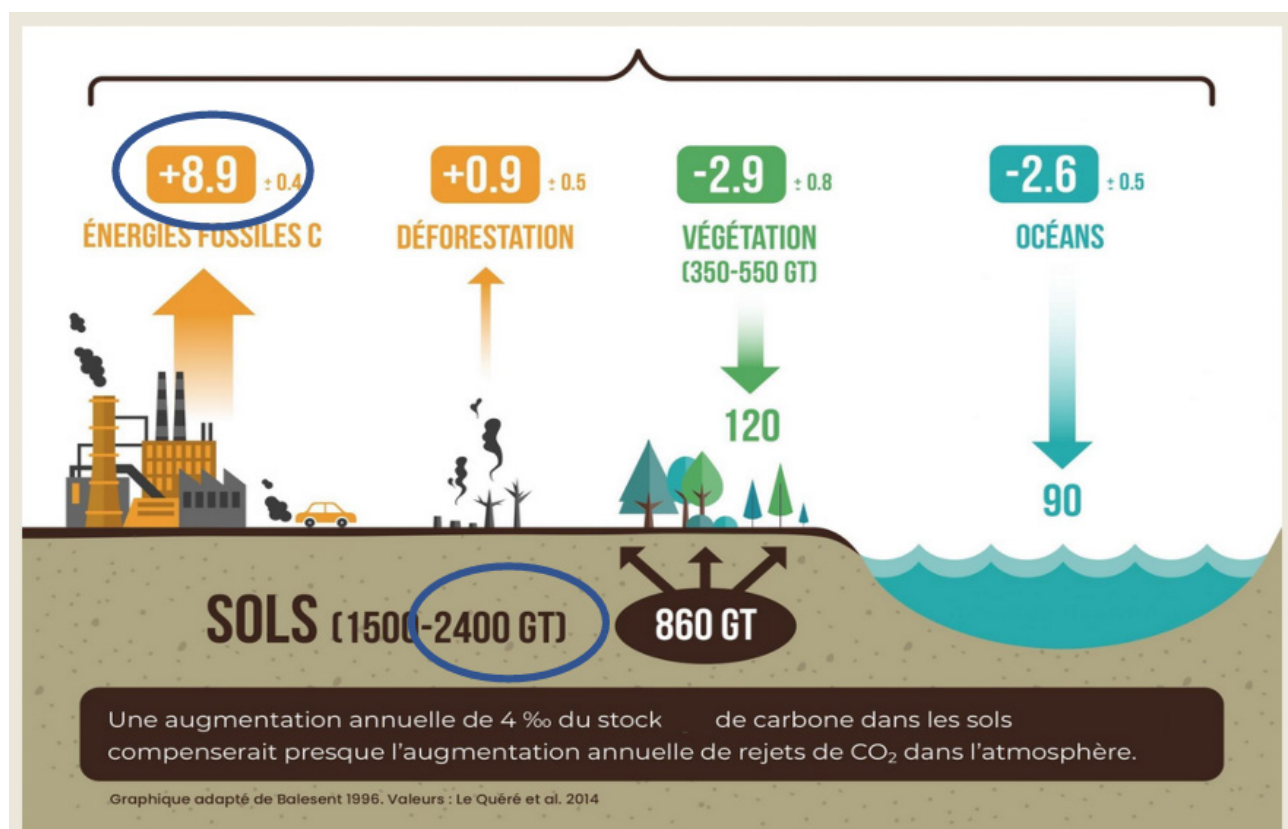 +8.9 ± 0.4
ÉNERGIES FOSSILES C
+0.9 ± 0.5
DÉFORESTATION
-2.9 ± 0.8
VÉGÉTATION
(350-550 GT)
120
-2.6 ± 0.5
OCÉANS
90
SOLS (1500-2400 GT)
860 GT
Une augmentation annuelle de 4 ‰ du stock de carbone dans les sols
compenserait presque l'augmentation annuelle de rejets de CO₂ dans l'atmosphère.
Graphique adapté de Balesent 1996. Valeurs : Le Quéré et al. 2014